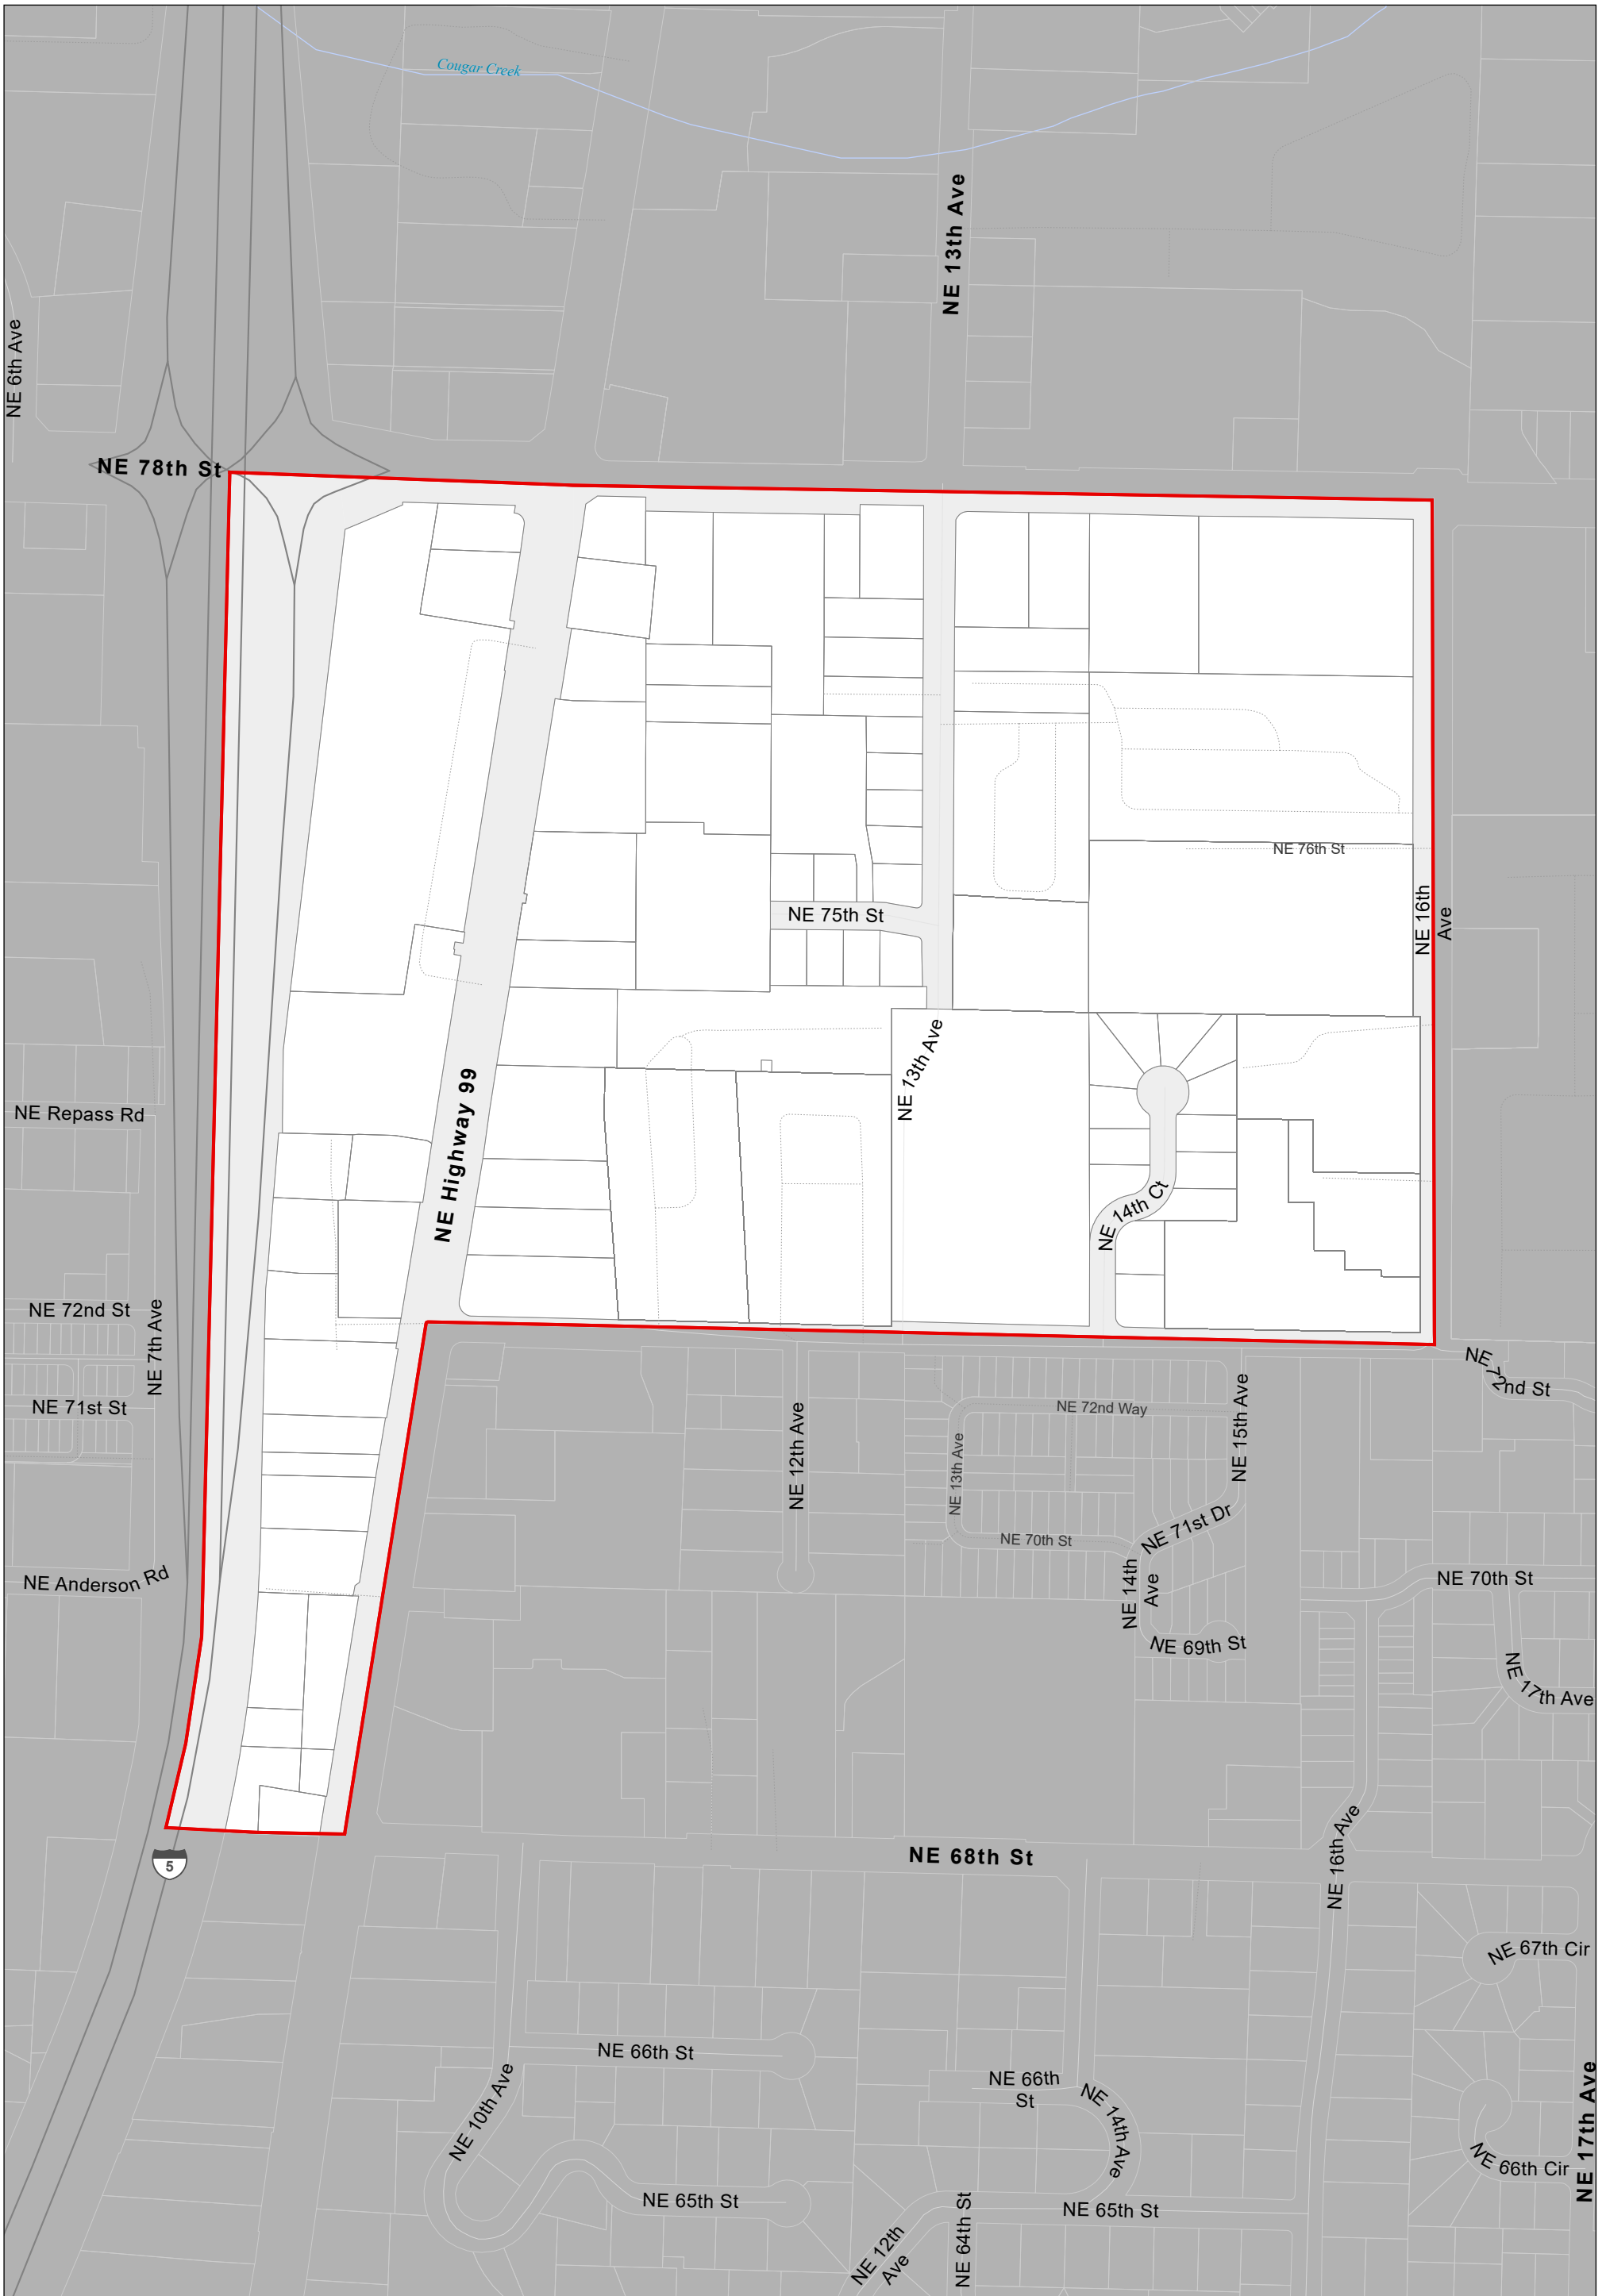 Cougar Creek
NE 13th Ave
NE 6th Ave
NE 78th St
NE 76th St
NE 16th
Ave
NE 75th St
NE 13th Ave
NE Highway 99
NE Repass Rd
NE 14th Ct
NE 72nd St
NE 7th Ave
NE 72nd St
NE 71st St
NE 72nd Way
NE 15th Ave
NE 12th Ave
NE 13th Ave
NE 71st Dr
NE 70th St
NE 14th
Ave
NE Anderson Rd
NE 70th St
NE 69th St
NE 17th Ave
5
NE 68th St
NE 16th Ave
NE 67th Cir
NE 66th St
NE 10th Ave
NE 66th
St
NE 14th Ave
NE 17th Ave
NE 66th Cir
NE 65th St
NE 65th St
NE 12th
Ave
NE 64th St